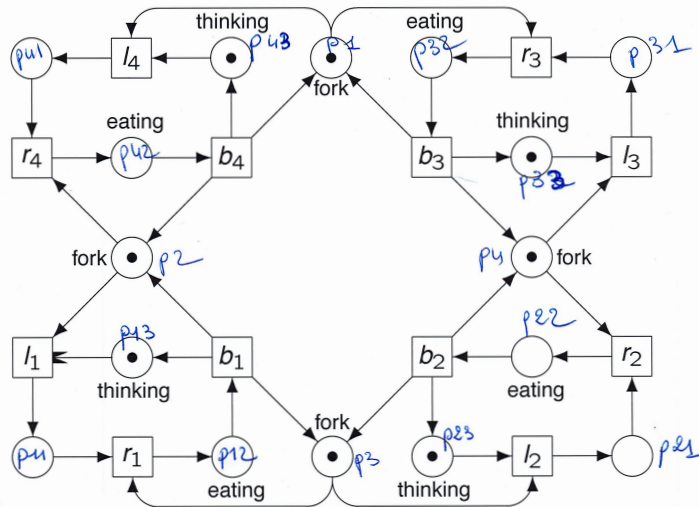 thinking
eating
p41
l4
p43
p1
p32
r3
p31
fork
eating
thinking
r4
p42
b4
b3
p33
l3
fork
p2
p4
fork
p13
p22
l1
b1
b2
r2
thinking
eating
fork
p11
r1
p12
p3
p23
l2
p21
eating
thinking